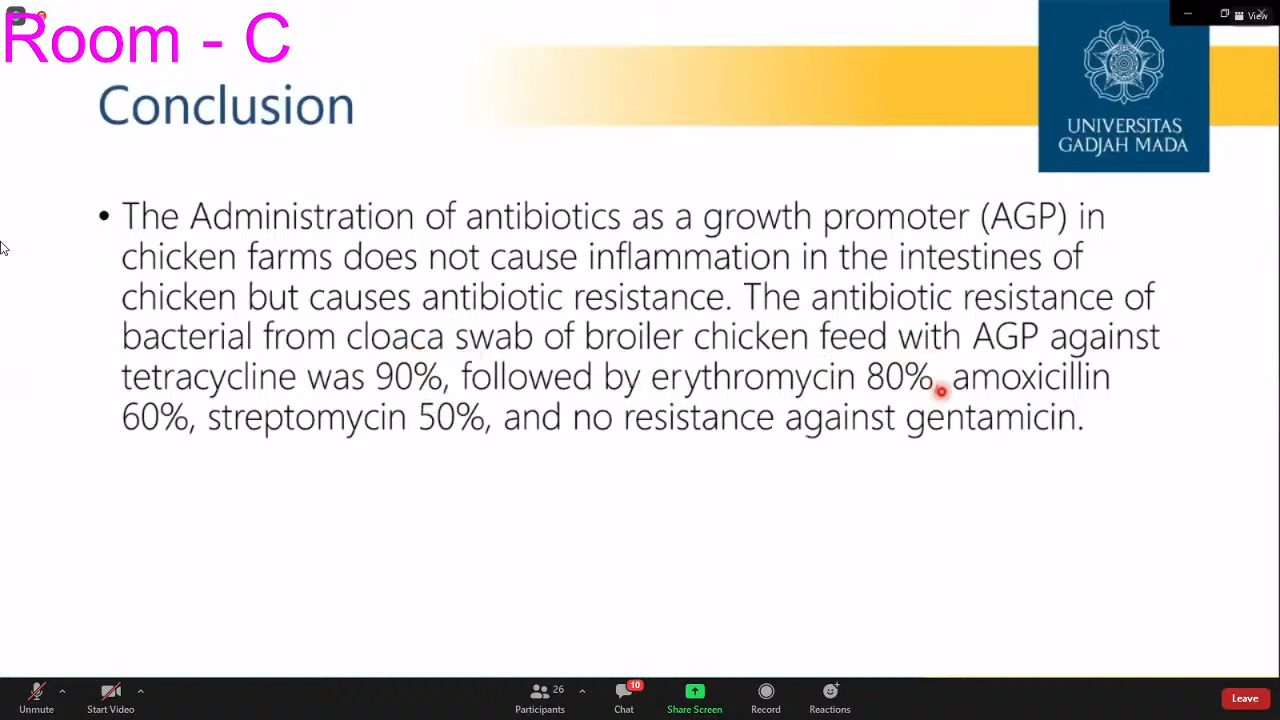 Room - C
View
Conclusion
UNIVERSITAS
GADJAH MADA
• The Administration of antibiotics as a growth promoter (AGP) in
chicken farms does not cause inflammation in the intestines of
chicken but causes antibiotic resistance. The antibiotic resistance of
bacterial from cloaca swab of broiler chicken feed with AGP against
tetracycline was 90%, followed by erythromycin 80%, amoxicillin
60%, streptomycin 50%, and no resistance against gentamicin.
26
10
Unmute
Start Video
Participants
Chat
Share Screen
Record
Reactions
Leave